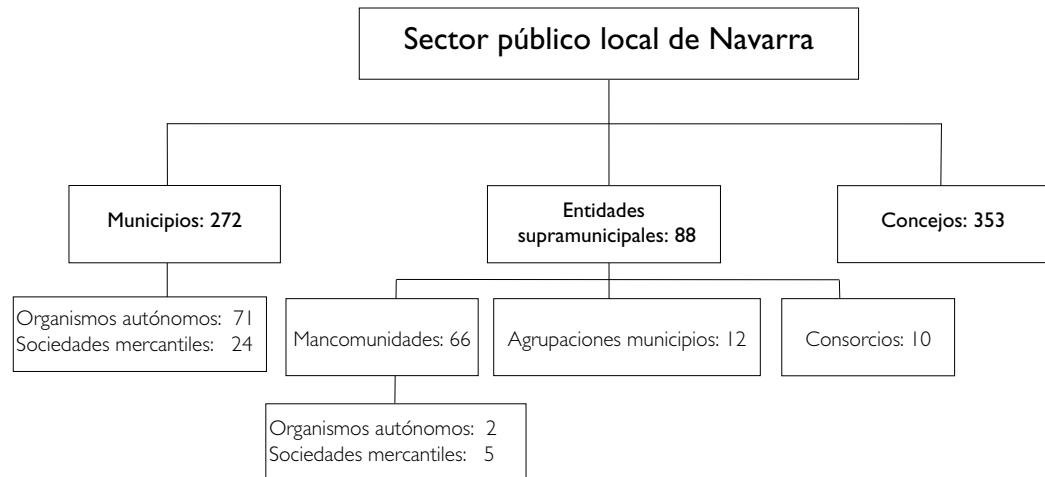 Sector público local de Navarra
Municipios: 272
Entidades
supramunicipales: 88
Concejos: 353
Organismos autónomos: 71
Sociedades mercantiles: 24
Mancomunidades: 66
Agrupaciones municipios: 12
Consorcios: 10
Organismos autónomos: 2
Sociedades mercantiles: 5